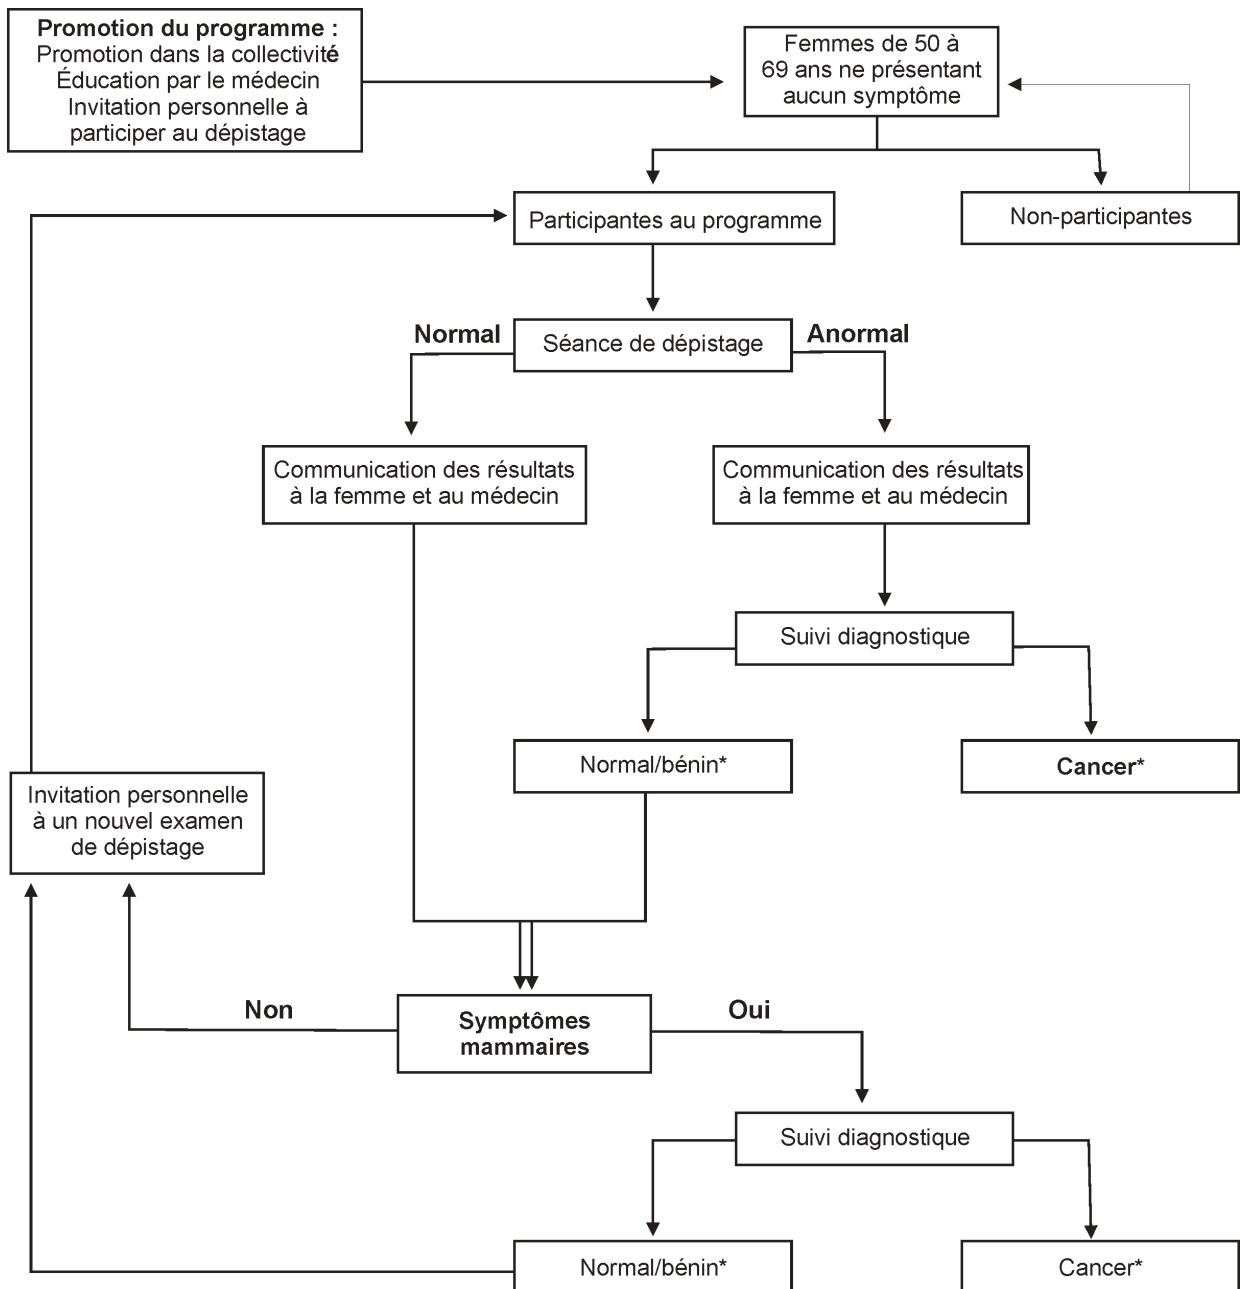 Promotion du programme :
Promotion dans la collectivité
Éducation par le médecin
Invitation personnelle à
participer au dépistage
Femmes de 50 à
69 ans ne présentant
aucun symptôme
Participantes au programme
Non-participantes
Normal
Séance de dépistage
Anormal
Communication des résultats
à la femme et au médecin
Communication des résultats
à la femme et au médecin
Suivi diagnostique
Normal/bénin*
Cancer*
Invitation personnelle
à un nouvel examen
de dépistage
Non
Symptômes
mammaires
Oui
Suivi diagnostique
Normal/bénin*
Cancer*